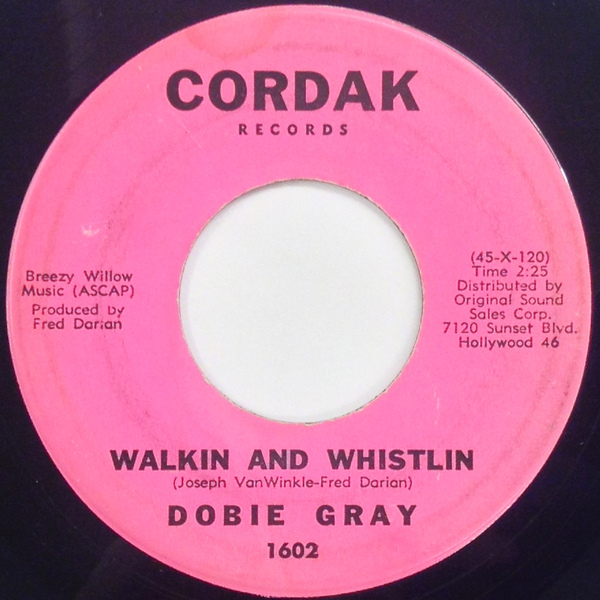 CORDAK
RECORDS
Breezy Willow
Music (ASCAP)
Produced by
Fred Darian
(45-X-120)
Time 2:25
Distributed by
Original Sound
Sales Corp.
7120 Sunset Blvd.
Hollywood 46
WALKIN AND WHISTLIN
(Joseph VanWinkle-Fred Darian)
DOBIE GRAY
1602